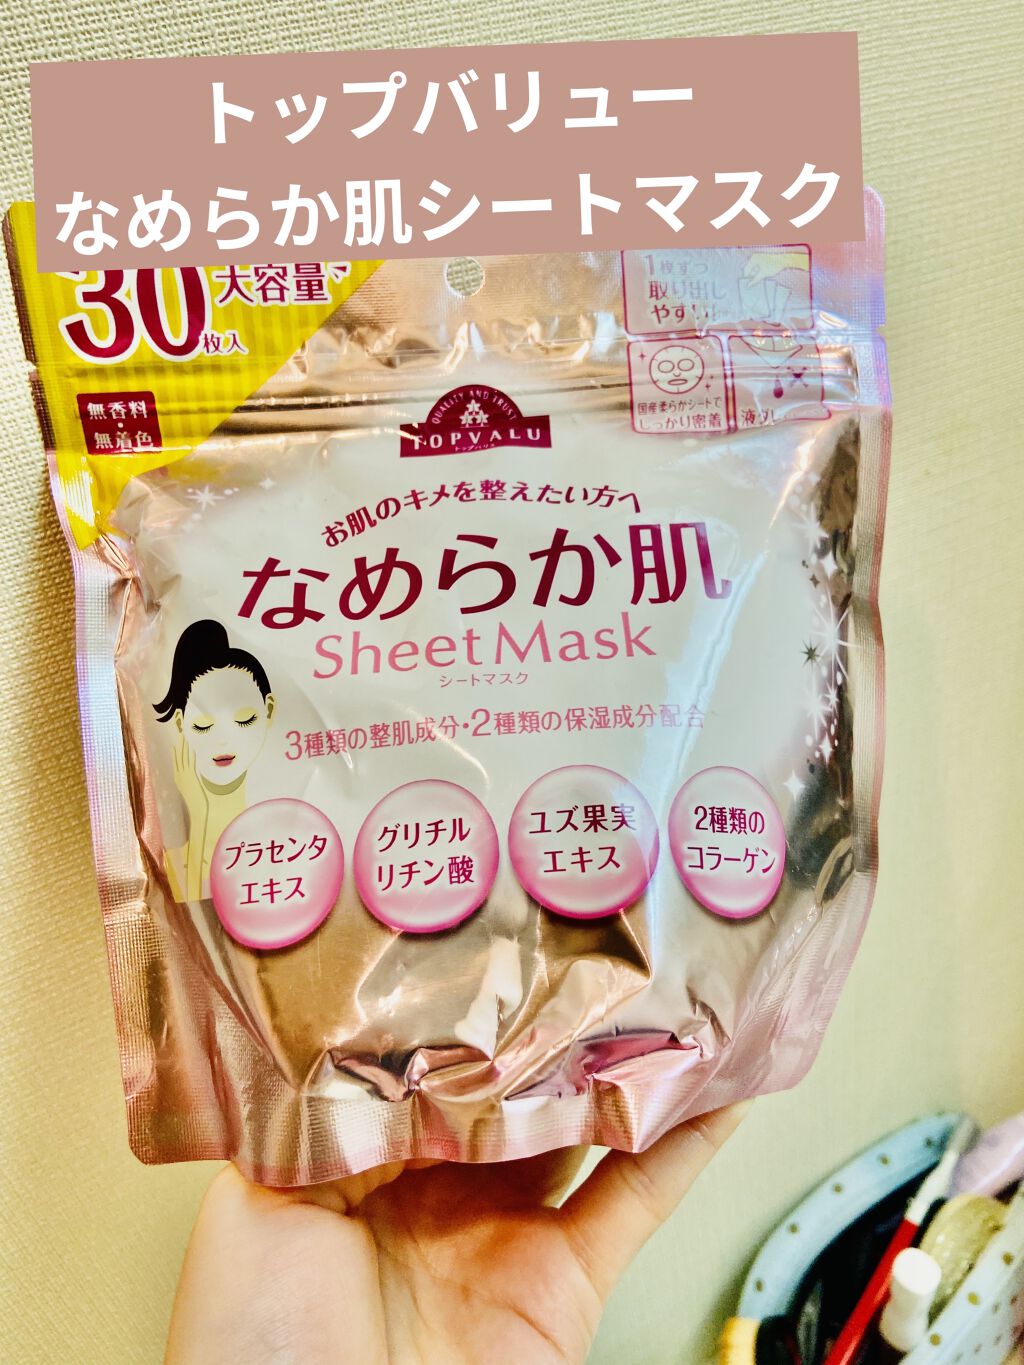 トップバリュー
なめらか肌シートマスク
30枚入
大容量
無香料
・
無着色
1枚ずつ
取り出し
やすい
国産柔らかシートで
しっかり密着
QUALITY AND TRUST
TOPVALU
トップバリュ
お肌のキメを整えたい方へ
なめらか肌
Sheet Mask
シートマスク
3種類の整肌成分・2種類の保湿成分配合
プラセンタ
エキス
グリチル
リチン酸
ユズ果実
エキス
2種類の
コラーゲン